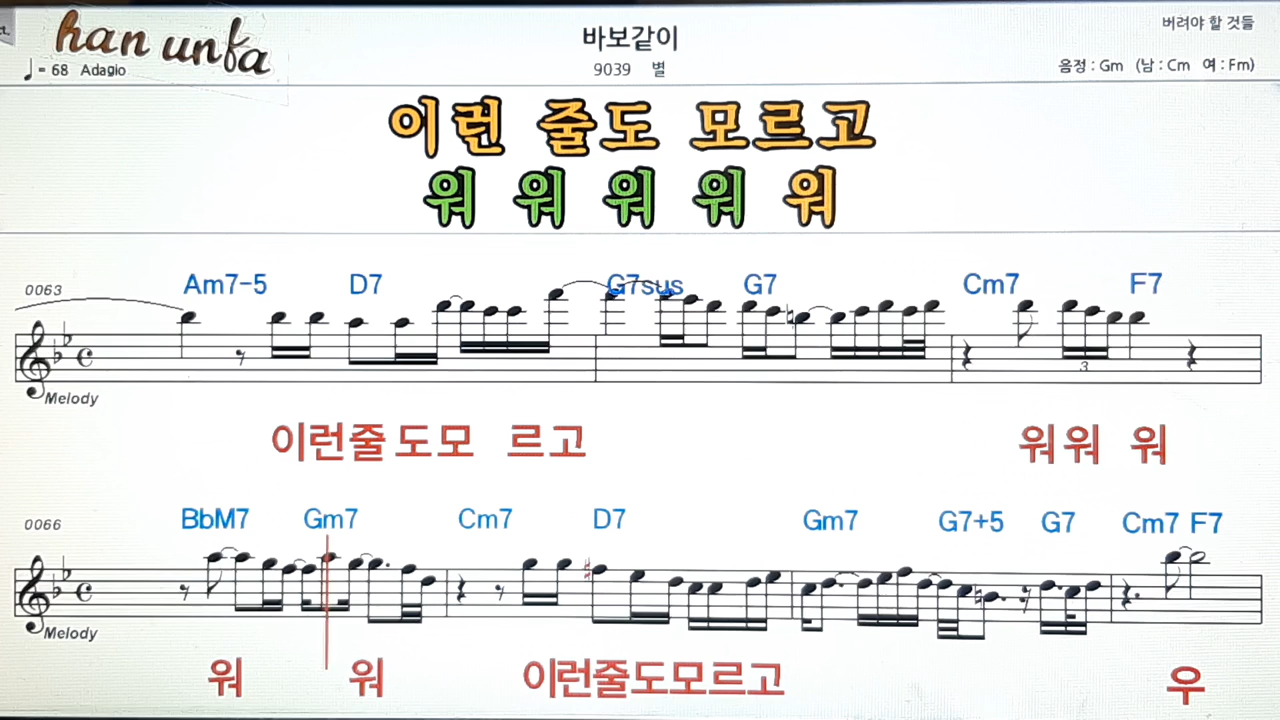 ct.
han unfa
바보같이
버려야 할 것들
♩= 68 Adagio
9039 별
음정 : Gm (남 : Cm 여 : Fm)
이런 줄도 모르고
워 워 워 워 워
0063 Am7-5 D7 G7sus G7 Cm7 F7
3
Melody
이런줄 도모 르고 워워 워
0066 BbM7 Gm7 Cm7 D7 Gm7 G7+5 G7 Cm7 F7
Melody
워 워 이런줄도모르고 우